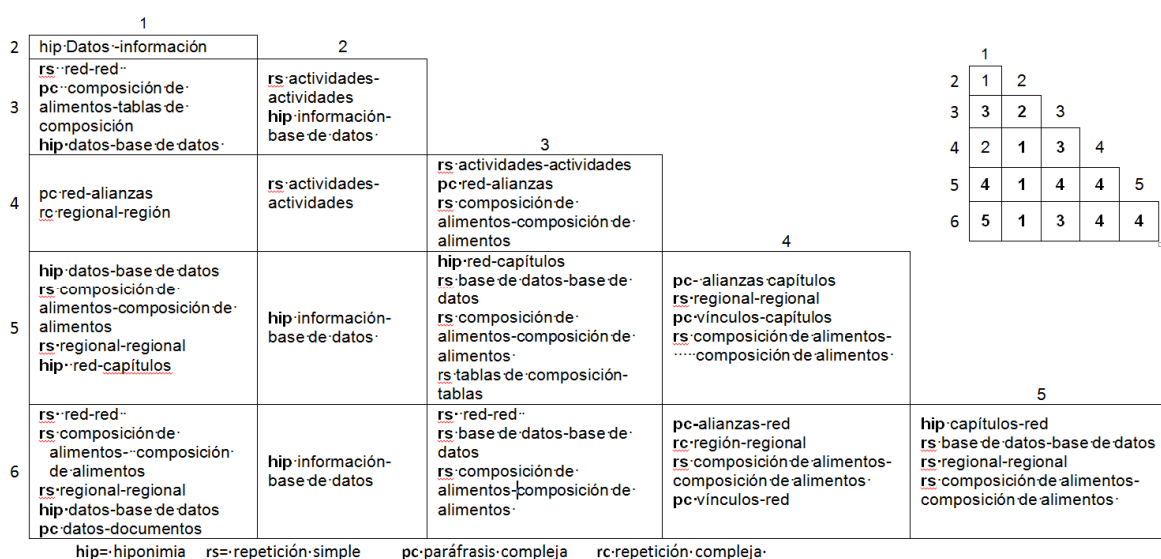 1
2 hip Datos -información 2
3
rs red-red
pc composición de
alimentos-tablas de
composición
hip datos-base de datos
rs actividades-
actividades
hip información-
base de datos
3
4
pc red-alianzas
rc regional-región
rs actividades-
actividades
rs actividades-actividades
pc red-alianzas
rs composición de
alimentos-composición de
alimentos
4
5
hip datos-base de datos
rs composición de
alimentos-composición de
alimentos
rs regional-regional
hip red-capítulos
hip información-
base de datos
hip red-capítulos
rs base de datos-base de
datos
rs composición de
alimentos-composición de
alimentos
rs tablas de composición-
tablas
pc- alianzas capítulos
rs regional-regional
pc vínculos-capítulos
rs composición de alimentos-
composición de alimentos
5
6
rs red-red
rs composición de
alimentos- composición
de alimentos
rs regional-regional
hip datos-base de datos
pc datos-documentos
hip información-
base de datos
rs red-red
rs base de datos-base de
datos
rs composición de
alimentos-composición de
alimentos
pc-alianzas-red
rc región-regional
rs composición de alimentos-
composición de alimentos
pc vínculos-red
hip capítulos-red
rs base de datos-base de datos
rs regional-regional
rs composición de alimentos-
composición de alimentos
hip= hiponimia rs= repetición simple pc paráfrasis compleja rc repetición compleja
1
2 1 2
3 3 2 3
4 2 1 3 4
5 4 1 4 4 5
6 5 1 3 4 4